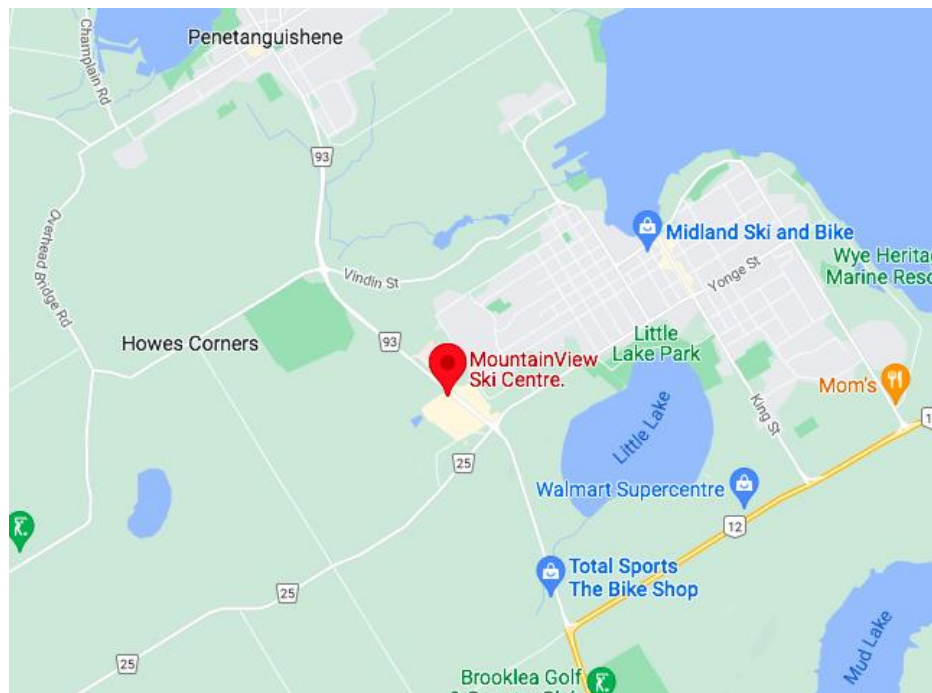 Penetanguishene
Champlain Rd
93
Midland Ski and Bike
Overhead Bridge Rd
Vindin St
Yonge St
Wye Heritag
Marine Reso
Howes Corners
93
Little
Lake Park
MountainView
Ski Centre.
Mom's
King St
Little Lake
1
25
Walmart Supercentre
12
Total Sports
The Bike Shop
25
25
Mud Lake
Brooklea Golf